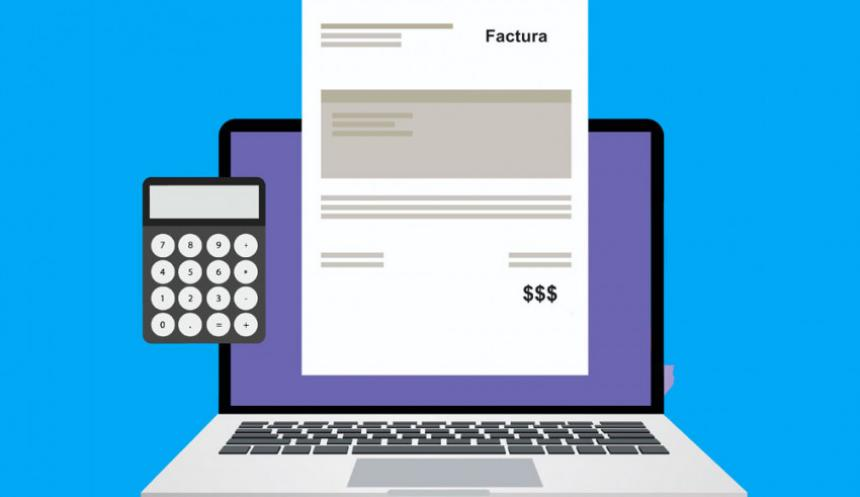 Factura
7 8 9 ÷
4 5 6 *
1 2 3 -
0 . = +
$$$